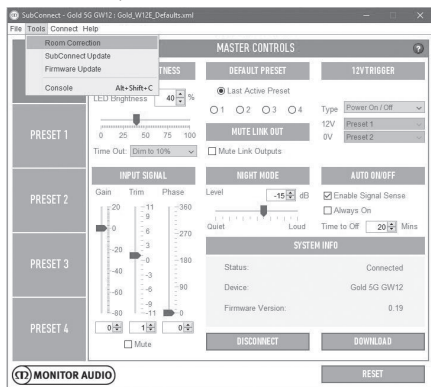 SubConnect - Gold 5G GW12 : Gold_W12E_Defaults.xml
File Tools Connect Help
Room Correction
SubConnect Update
Firmware Update
Console Alt+Shift+C
MASTER CONTROLS
TNESS
LED Brightness 40 %
0 25 50 75 100
Time Out: Dim to 10%
DEFAULT PRESET
Last Active Preset
1 2 3 4
MUTE LINK OUT
Mute Link Outputs
12V TRIGGER
Type Power On / Off
12V Preset 1
0V Preset 2
PRESET 1
PRESET 2
PRESET 3
PRESET 4
INPUT SIGNAL
Gain Trim Phase
20 11 360
9
0 6 270
3
-20 0 180
-40 -3
-60 -6 90
-9
-80 -11 0
0 1 0
Mute
NIGHT MODE
Level -15 dB
Quiet Loud
AUTO ON/OFF
Enable Signal Sense
Always On
Time to Off 20 Mins
SYSTEM INFO
Status: Connected
Device: Gold 5G GW12
Firmware Version: 0.19
DISCONNECT DOWNLOAD
MONITOR AUDIO
RESET